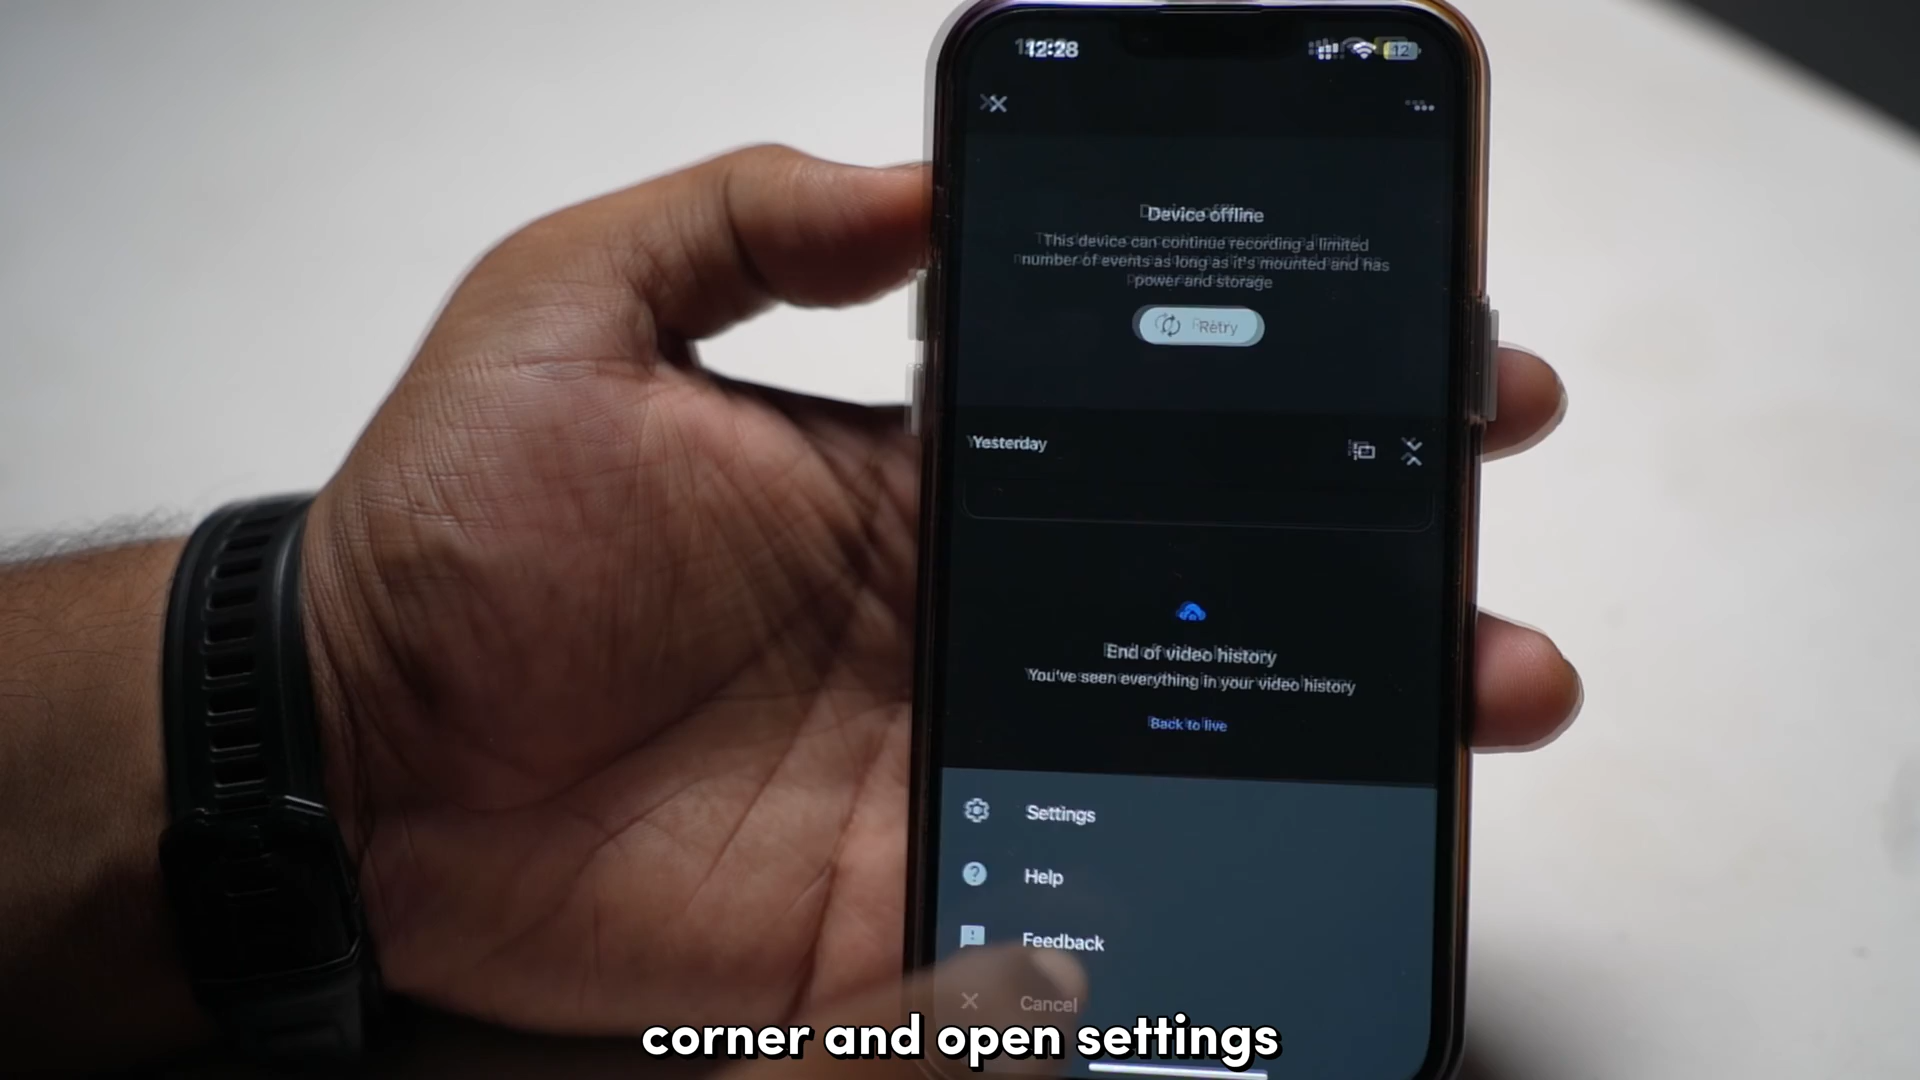 12:28
12
Device offline
This device can continue recording a limited
number of events as long as it's mounted and has
power and storage
Retry
Yesterday
End of video history
You've seen everything in your video history
Back to live
Settings
Help
Feedback
Cancel
corner and open settings